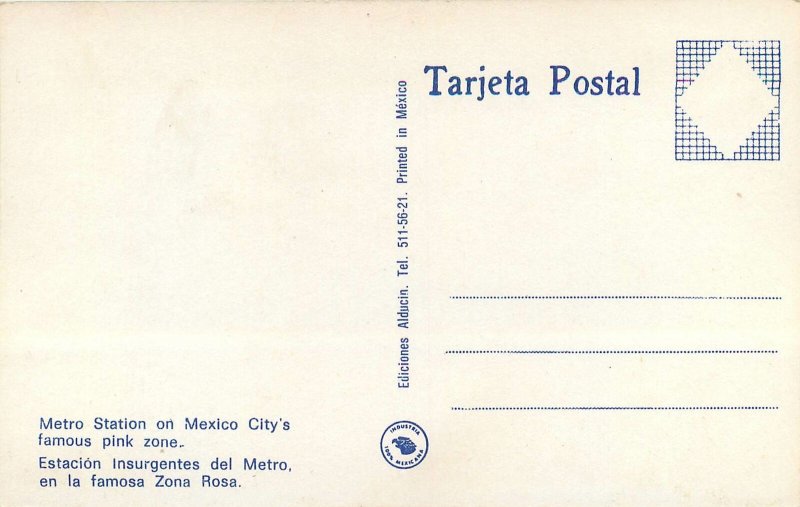 Tarjeta Postal
Ediciones Alducin. Tel. 511-56-21. Printed in México
Metro Station on Mexico City's
famous pink zone.
Estación Insurgentes del Metro,
en la famosa Zona Rosa.
INDUSTRIA
100% MEXICANA